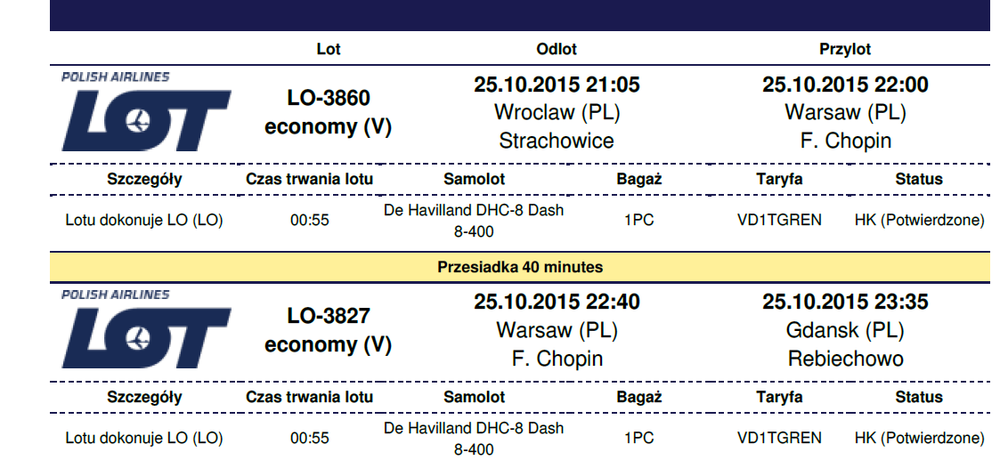 Lot Odlot Przylot
POLISH AIRLINES
LOT
LO-3860
economy (V)
25.10.2015 21:05
Wroclaw (PL)
Strachowice
25.10.2015 22:00
Warsaw (PL)
F. Chopin
Szczegóły Czas trwania lotu Samolot Bagaż Taryfa Status
Lotu dokonuje LO (LO) 00:55 De Havilland DHC-8 Dash
8-400 1PC VD1TGREN HK (Potwierdzone)
Przesiadka 40 minutes
POLISH AIRLINES
LOT
LO-3827
economy (V)
25.10.2015 22:40
Warsaw (PL)
F. Chopin
25.10.2015 23:35
Gdansk (PL)
Rebiechowo
Szczegóły Czas trwania lotu Samolot Bagaż Taryfa Status
Lotu dokonuje LO (LO) 00:55 De Havilland DHC-8 Dash
8-400 1PC VD1TGREN HK (Potwierdzone)